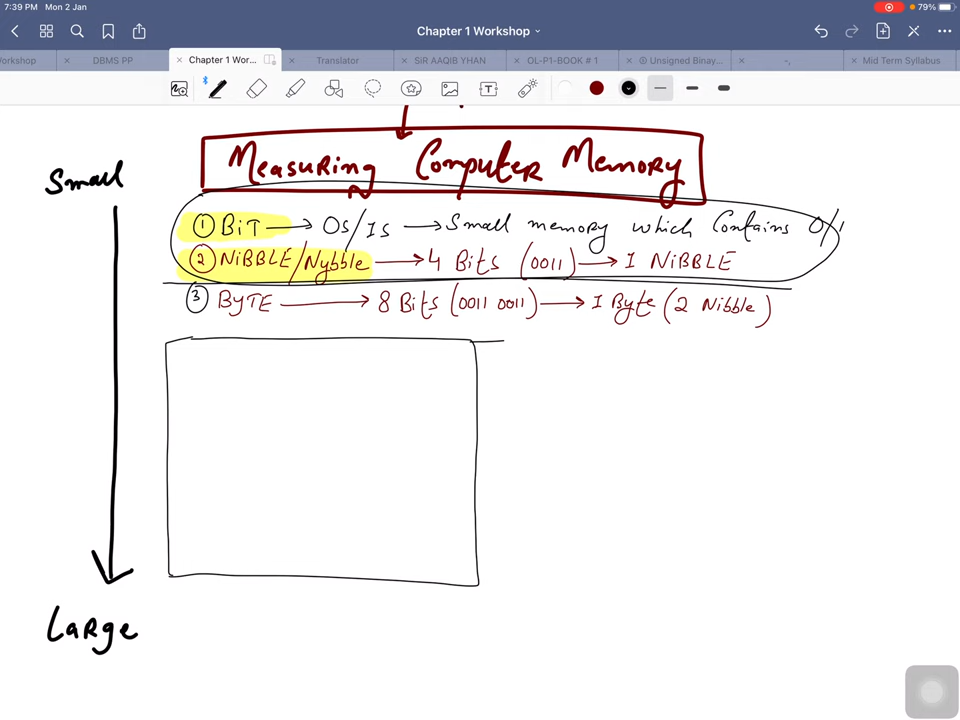 7:39 PM Mon 2 Jan
79%
Chapter 1 Workshop
orkshop
DBMS PP
Chapter 1 Wor...
Translator
SIR AAQIB YHAN
OL-P1-BOOK # 1
Unsigned Binay...
Mid Term Syllabus
Measuring Computer Memory
Small
① BiT → 0s/1s → Small memory which Contains 0/1
② NiBBLE/Nybble → 4 Bits (0011) → 1 NiBBLE
③ ByTE → 8 Bits (0011 0011) → 1 Byte (2 Nibble)
Large